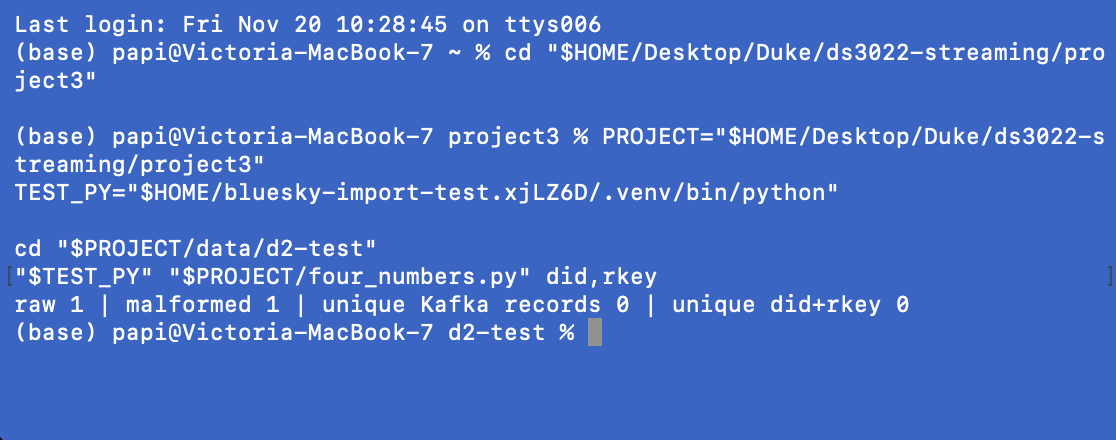 Last login: Fri Nov 20 10:28:45 on ttys006
(base) papi@Victoria-MacBook-7 ~ % cd "$HOME/Desktop/Duke/ds3022-streaming/pro
ject3"
(base) papi@Victoria-MacBook-7 project3 % PROJECT="$HOME/Desktop/Duke/ds3022-s
treaming/project3"
TEST_PY="$HOME/bluesky-import-test.xjLZ6D/.venv/bin/python"
cd "$PROJECT/data/d2-test"
["$TEST_PY" "$PROJECT/four_numbers.py" did,rkey ]
raw 1 | malformed 1 | unique Kafka records 0 | unique did+rkey 0
(base) papi@Victoria-MacBook-7 d2-test %